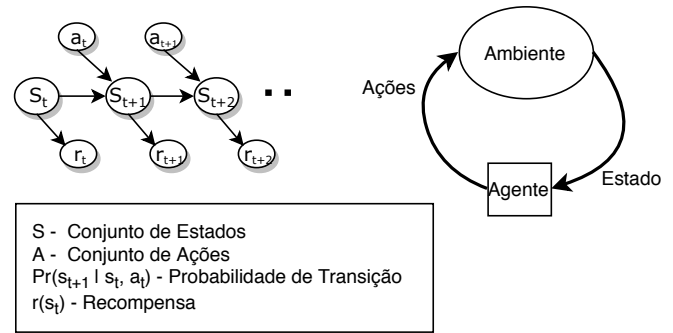 a_t a_{t+1}
S_t S_{t+1} S_{t+2} ..
r_t r_{t+1} r_{t+2}
Ambiente
Ações
Estado
Agente
S - Conjunto de Estados
A - Conjunto de Ações
Pr(s_{t+1} | s_t, a_t) - Probabilidade de Transição
r(s_t) - Recompensa